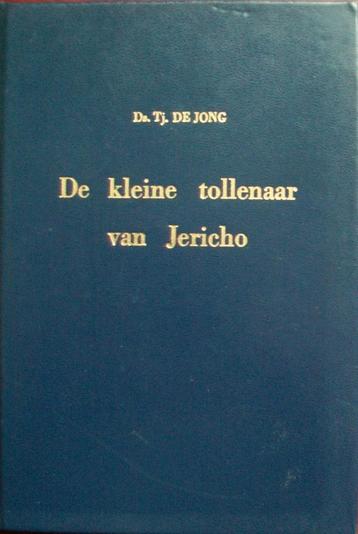 Ds. Tj. DE JONG
De kleine tollenaar
van Jericho